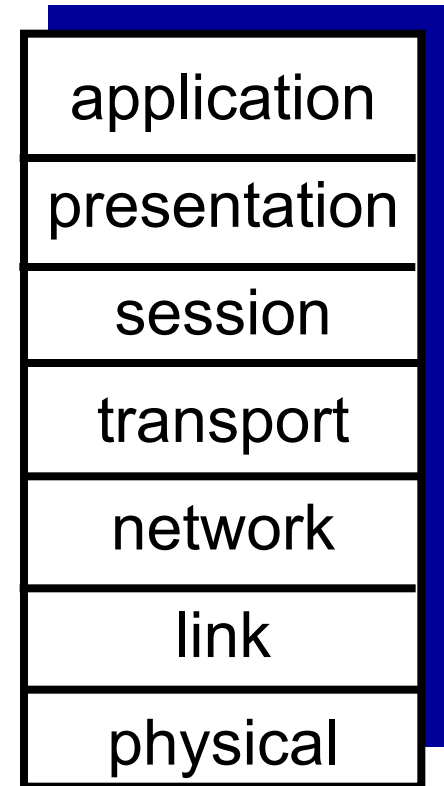 application
presentation
session
transport
network
link
physical